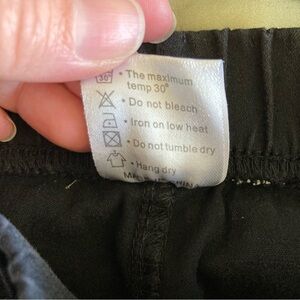 30°
• The maximum
temp 30°
• Do not bleach
• Iron on low heat
• Do not tumble dry
• Hang dry